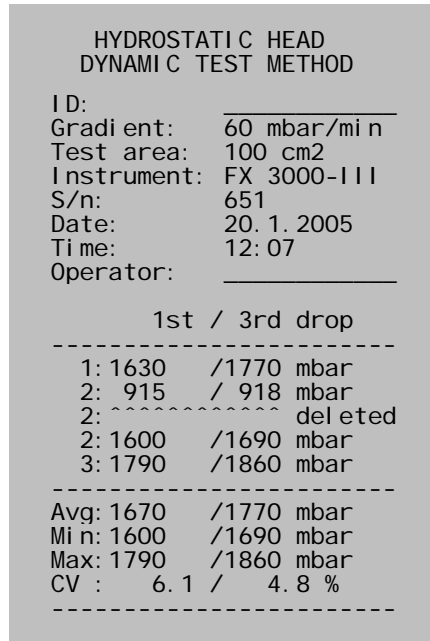 HYDROSTATIC HEAD
DYNAMIC TEST METHOD
ID: ____________
Gradient: 60 mbar/min
Test area: 100 cm2
Instrument: FX 3000-III
S/n: 651
Date: 20.1.2005
Time: 12:07
Operator: ____________
1st / 3rd drop
------------------------
1:1630 /1770 mbar
2: 915 / 918 mbar
2:^^^^^^^^^^^^ deleted
2:1600 /1690 mbar
3:1790 /1860 mbar
------------------------
Avg:1670 /1770 mbar
Min:1600 /1690 mbar
Max:1790 /1860 mbar
CV : 6.1 / 4.8 %
------------------------